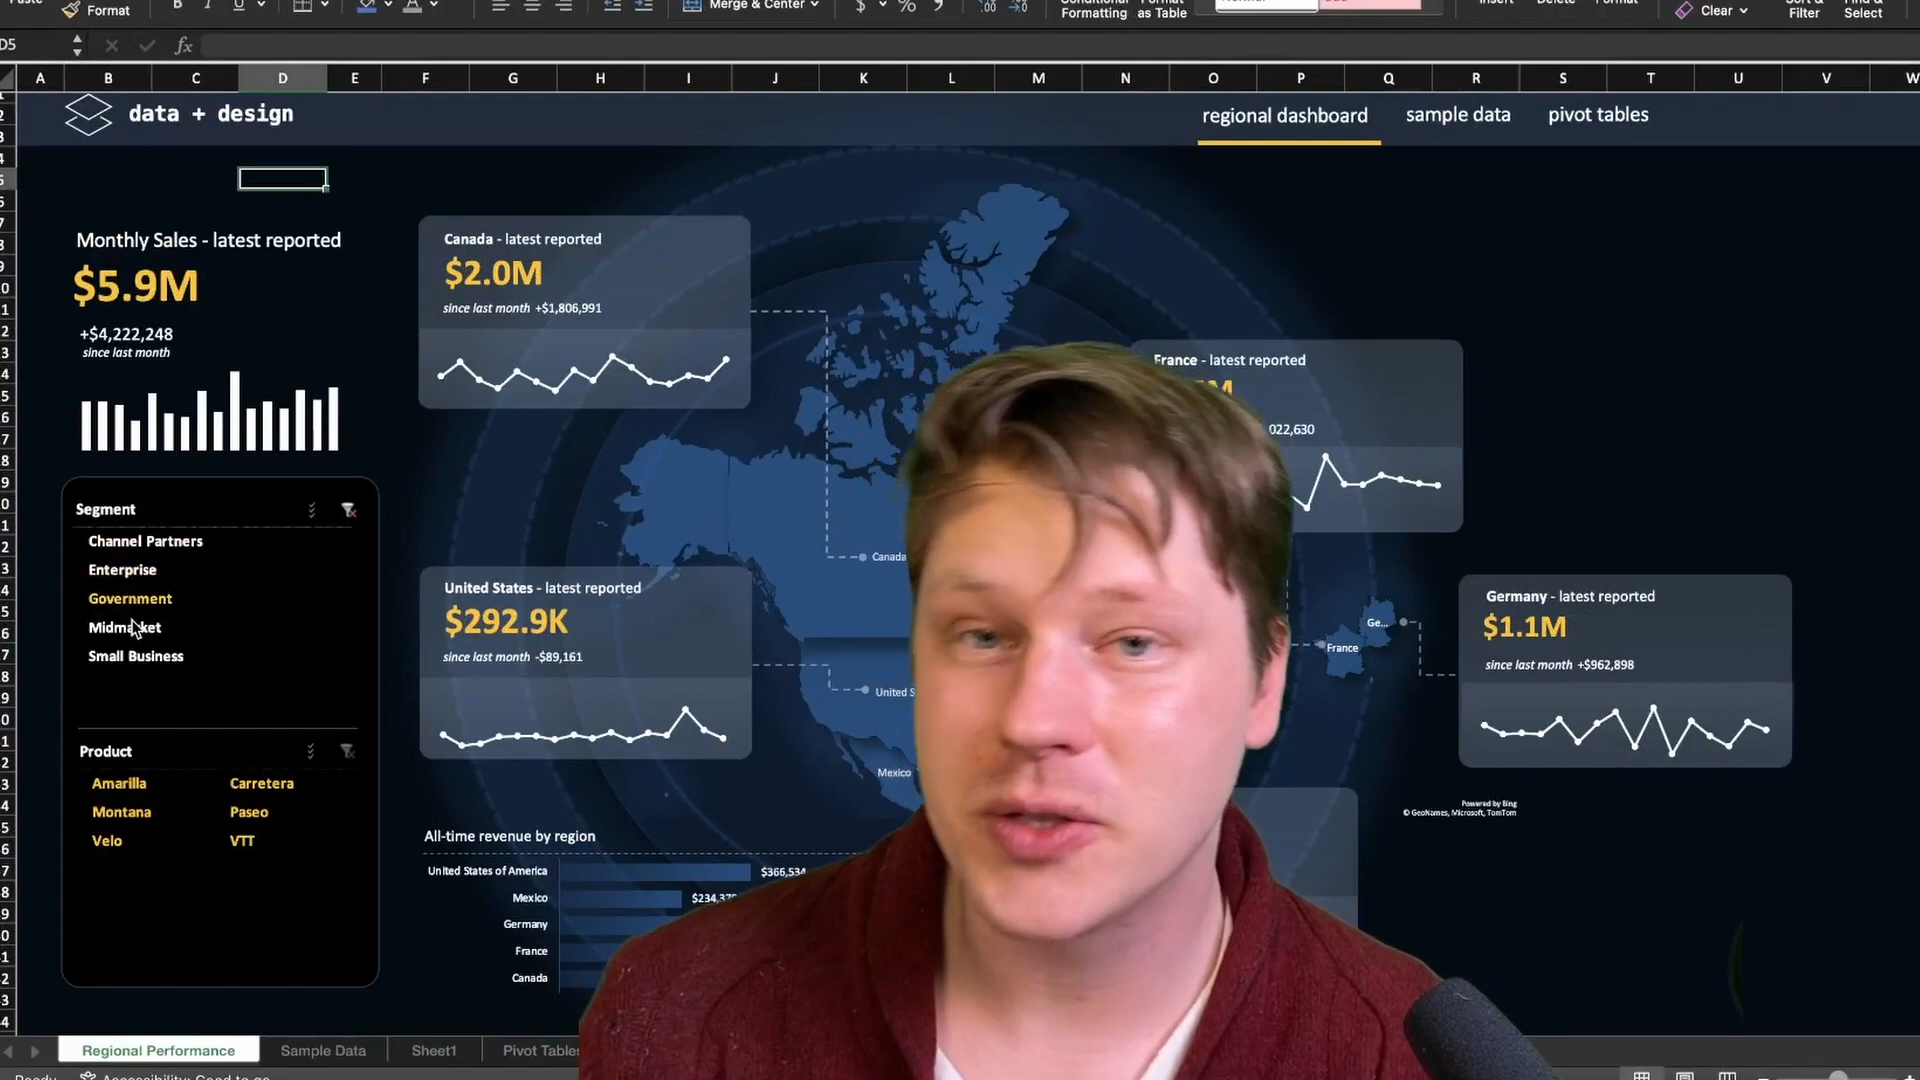 Format
Merge & Center
$
%
Conditional
Formatting
Format
as Table
Clear
Sort &
Filter
Find &
Select
D5
fx
A B C D E F G H I J K L M N O P Q R S T U V W
data + design
regional dashboard
sample data
pivot tables
Monthly Sales - latest reported
$5.9M
+$4,222,248
since last month
Canada - latest reported
$2.0M
since last month +$1,806,991
France - latest reported
022,630
Segment
Channel Partners
Enterprise
Government
Midmarket
Small Business
United States - latest reported
$292.9K
since last month -$89,161
Canada
United S
Mexico
Ge...
France
Germany - latest reported
$1.1M
since last month +$962,898
Product
Amarilla
Carretera
Montana
Paseo
Velo
VTT
Powered by Bing
© GeoNames, Microsoft, TomTom
All-time revenue by region
United States of America
$366,534
Mexico
$234,379
Germany
France
Canada
Regional Performance
Sample Data
Sheet1
Pivot Tables